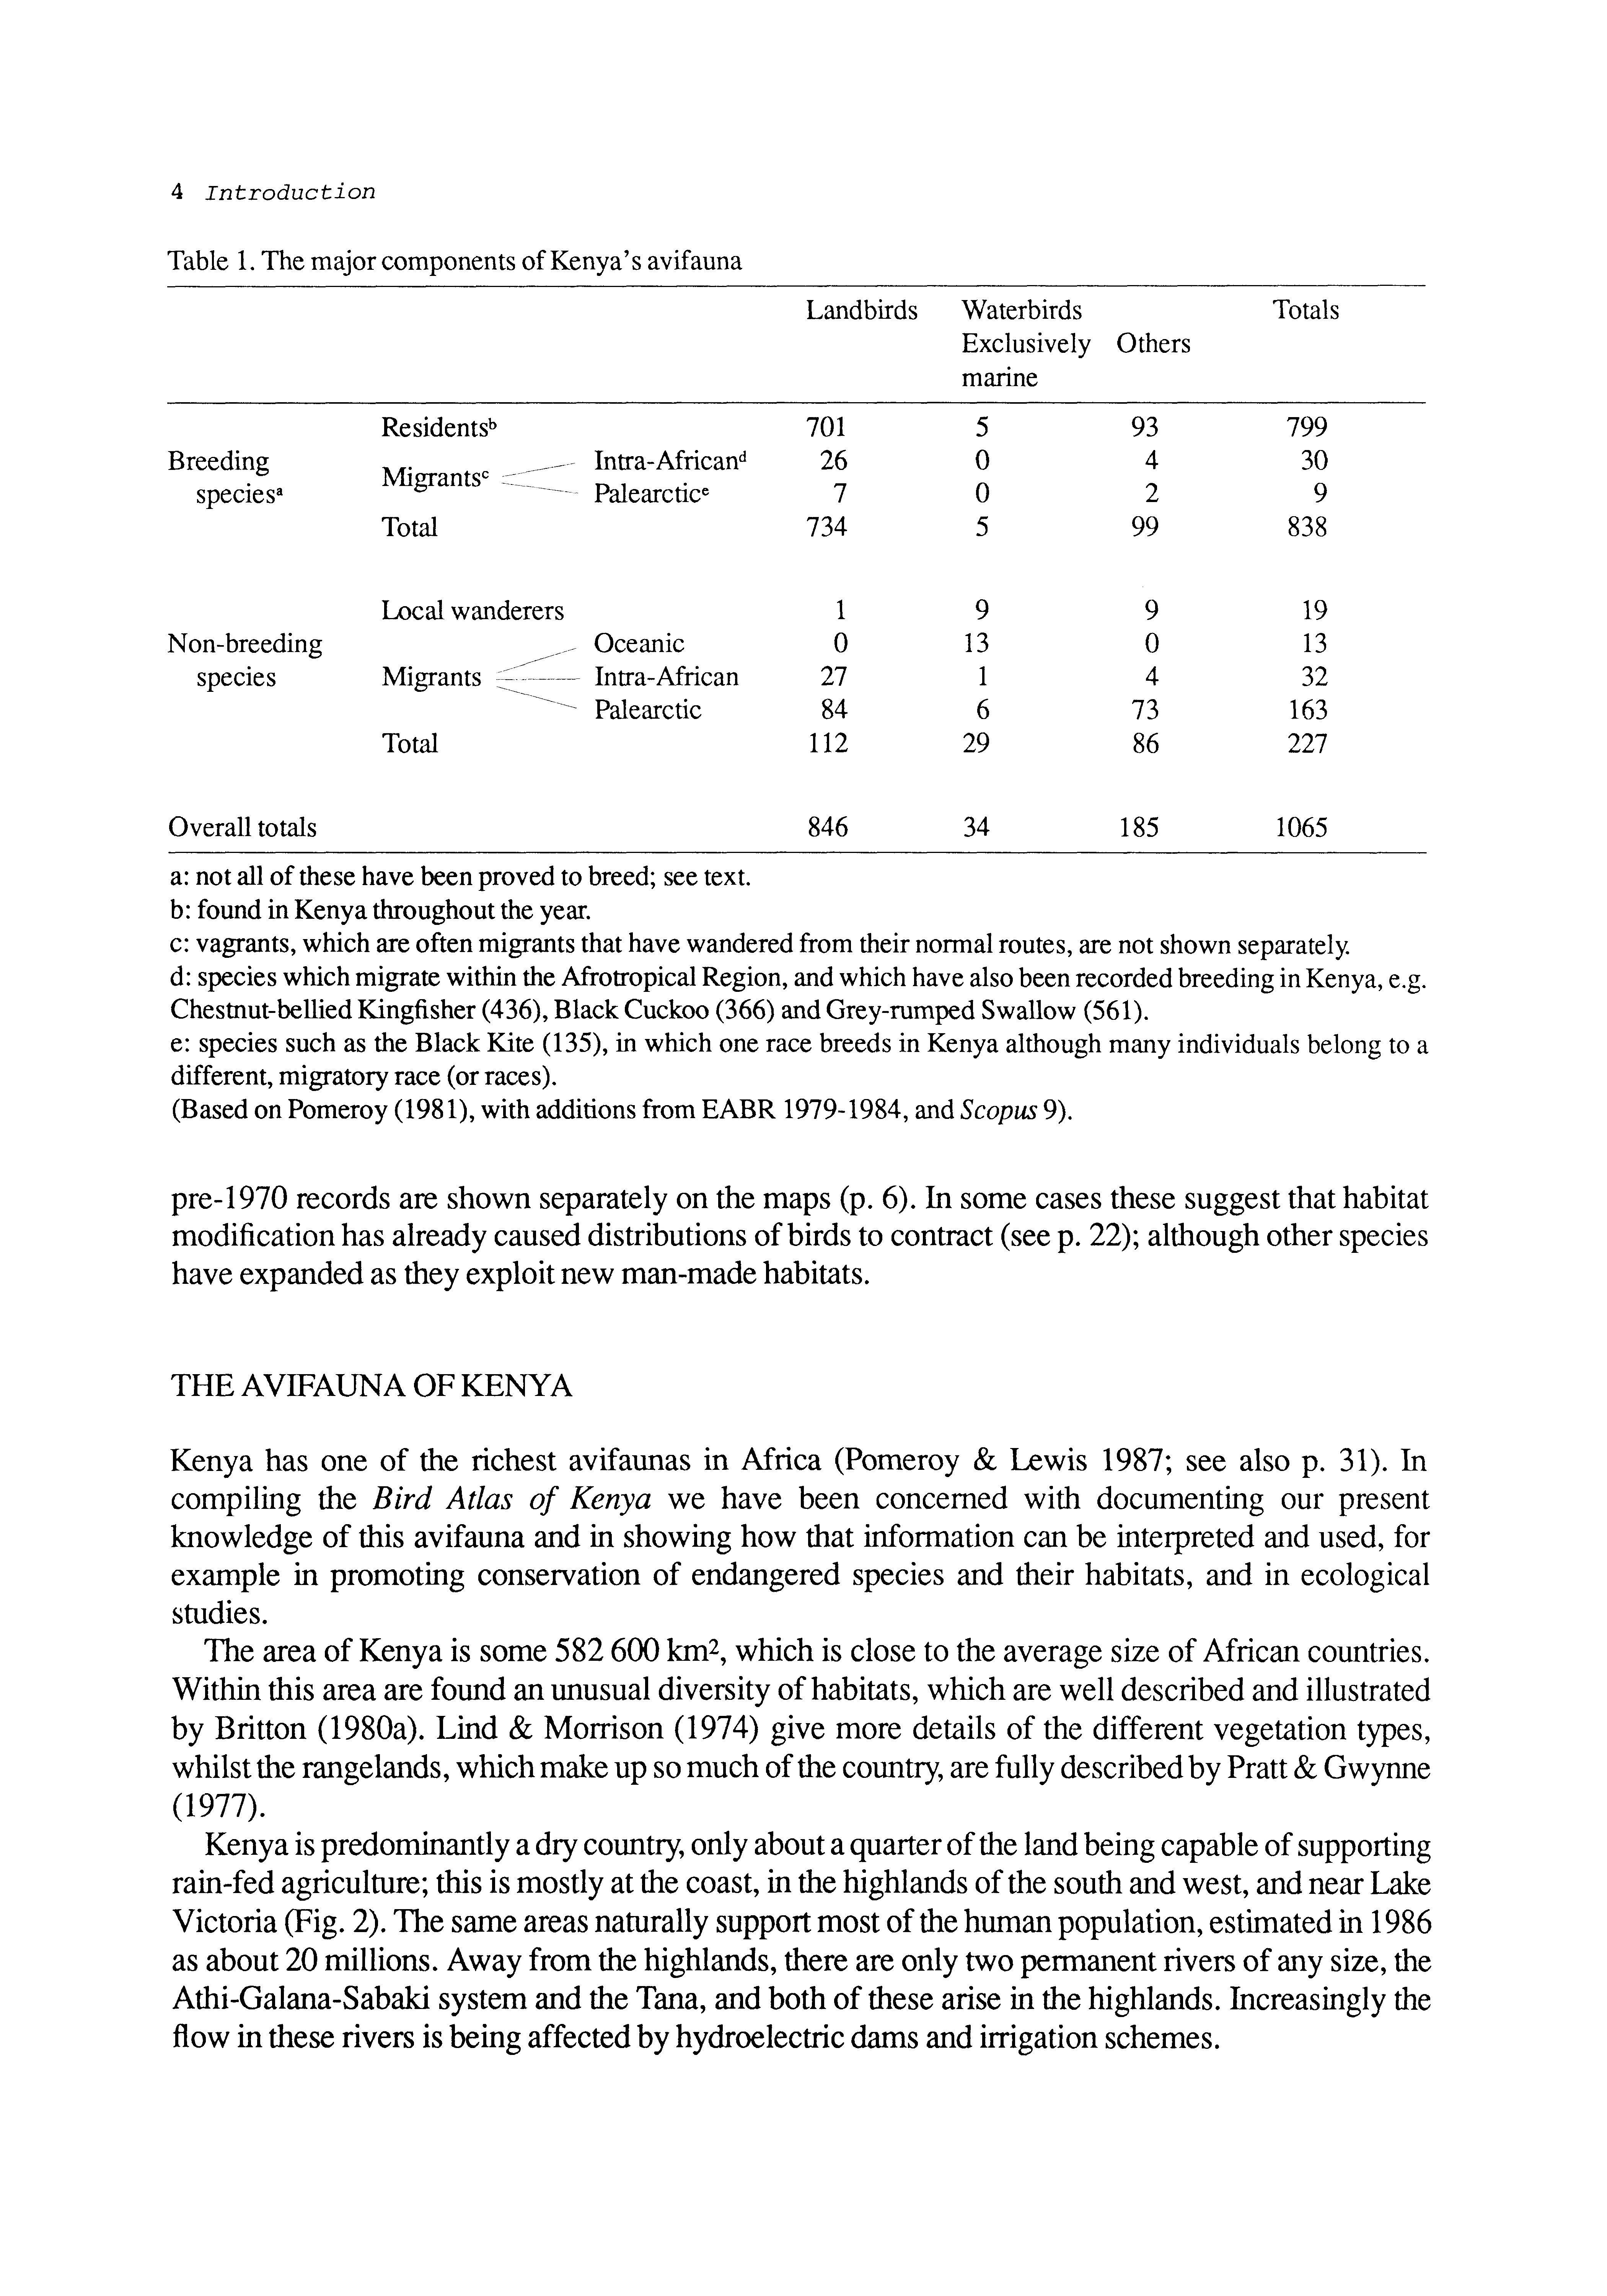 4 Introduction
Table 1. The major components of Kenya's avifauna
Landbirds Waterbirds Totals
Exclusively Others
marine
Residentsᵇ 701 5 93 799
Breeding Intra-Africanᵈ 26 0 4 30
Migrantsᶜ
speciesᵃ Palearcticᵉ 7 0 2 9
Total 734 5 99 838
Local wanderers 1 9 9 19
Non-breeding Oceanic 0 13 0 13
species Migrants Intra-African 27 1 4 32
Palearctic 84 6 73 163
Total 112 29 86 227
Overall totals 846 34 185 1065
a: not all of these have been proved to breed; see text.
b: found in Kenya throughout the year.
c: vagrants, which are often migrants that have wandered from their normal routes, are not shown separately.
d: species which migrate within the Afrotropical Region, and which have also been recorded breeding in Kenya, e.g.
Chestnut-bellied Kingfisher (436), Black Cuckoo (366) and Grey-rumped Swallow (561).
e: species such as the Black Kite (135), in which one race breeds in Kenya although many individuals belong to a
different, migratory race (or races).
(Based on Pomeroy (1981), with additions from EABR 1979-1984, and Scopus 9).
pre-1970 records are shown separately on the maps (p. 6). In some cases these suggest that habitat
modification has already caused distributions of birds to contract (see p. 22); although other species
have expanded as they exploit new man-made habitats.
THE AVIFAUNA OF KENYA
Kenya has one of the richest avifaunas in Africa (Pomeroy & Lewis 1987; see also p. 31). In
compiling the Bird Atlas of Kenya we have been concerned with documenting our present
knowledge of this avifauna and in showing how that information can be interpreted and used, for
example in promoting conservation of endangered species and their habitats, and in ecological
studies.
The area of Kenya is some 582 600 km², which is close to the average size of African countries.
Within this area are found an unusual diversity of habitats, which are well described and illustrated
by Britton (1980a). Lind & Morrison (1974) give more details of the different vegetation types,
whilst the rangelands, which make up so much of the country, are fully described by Pratt & Gwynne
(1977).
Kenya is predominantly a dry country, only about a quarter of the land being capable of supporting
rain-fed agriculture; this is mostly at the coast, in the highlands of the south and west, and near Lake
Victoria (Fig. 2). The same areas naturally support most of the human population, estimated in 1986
as about 20 millions. Away from the highlands, there are only two permanent rivers of any size, the
Athi-Galana-Sabaki system and the Tana, and both of these arise in the highlands. Increasingly the
flow in these rivers is being affected by hydroelectric dams and irrigation schemes.